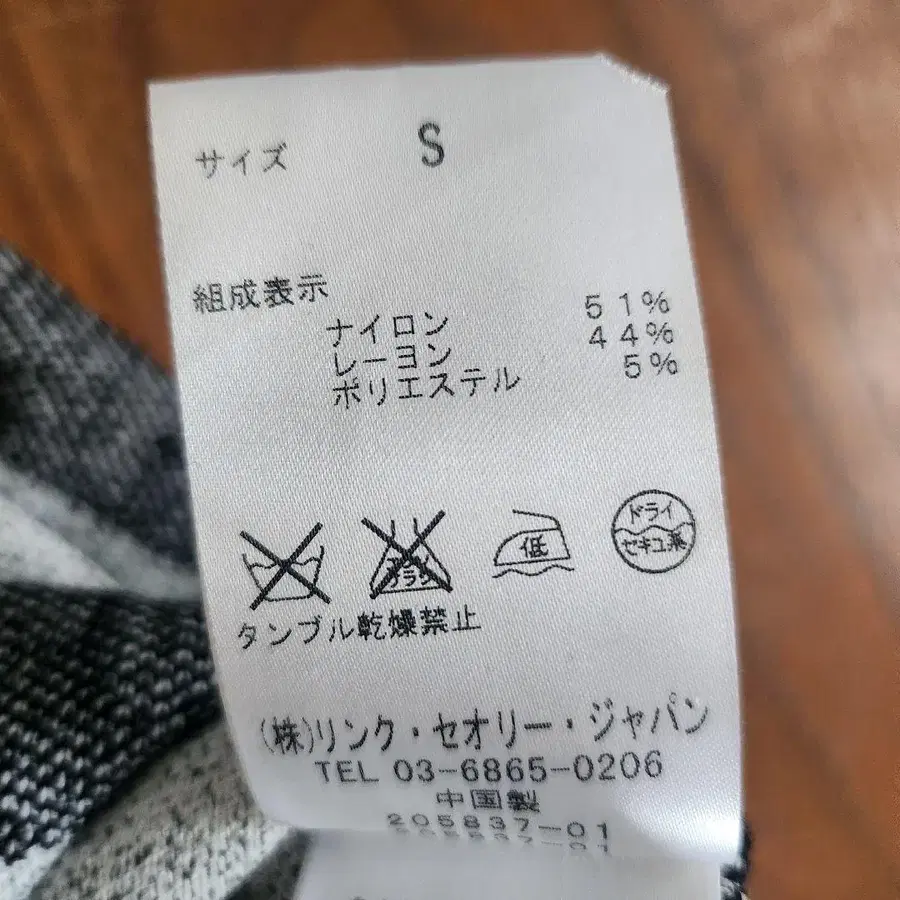 サイズ S
組成表示
ナイロン 51%
レーヨン 44%
ポリエステル 5%
低
ドライ
セキユ系
タンブル乾燥禁止
(株)リンク・セオリー・ジャパン
TEL 03-6865-0206
中国製
205837-01